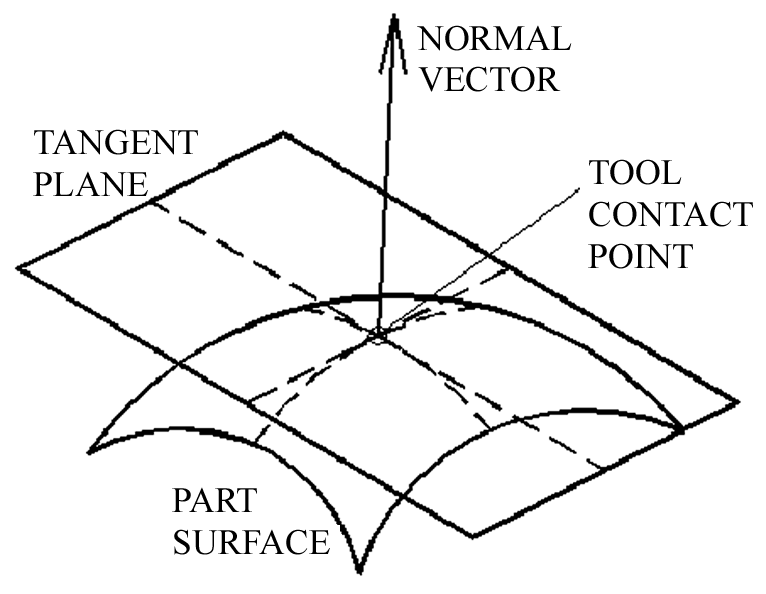 NORMAL
VECTOR
TANGENT
PLANE
TOOL
CONTACT
POINT
PART
SURFACE